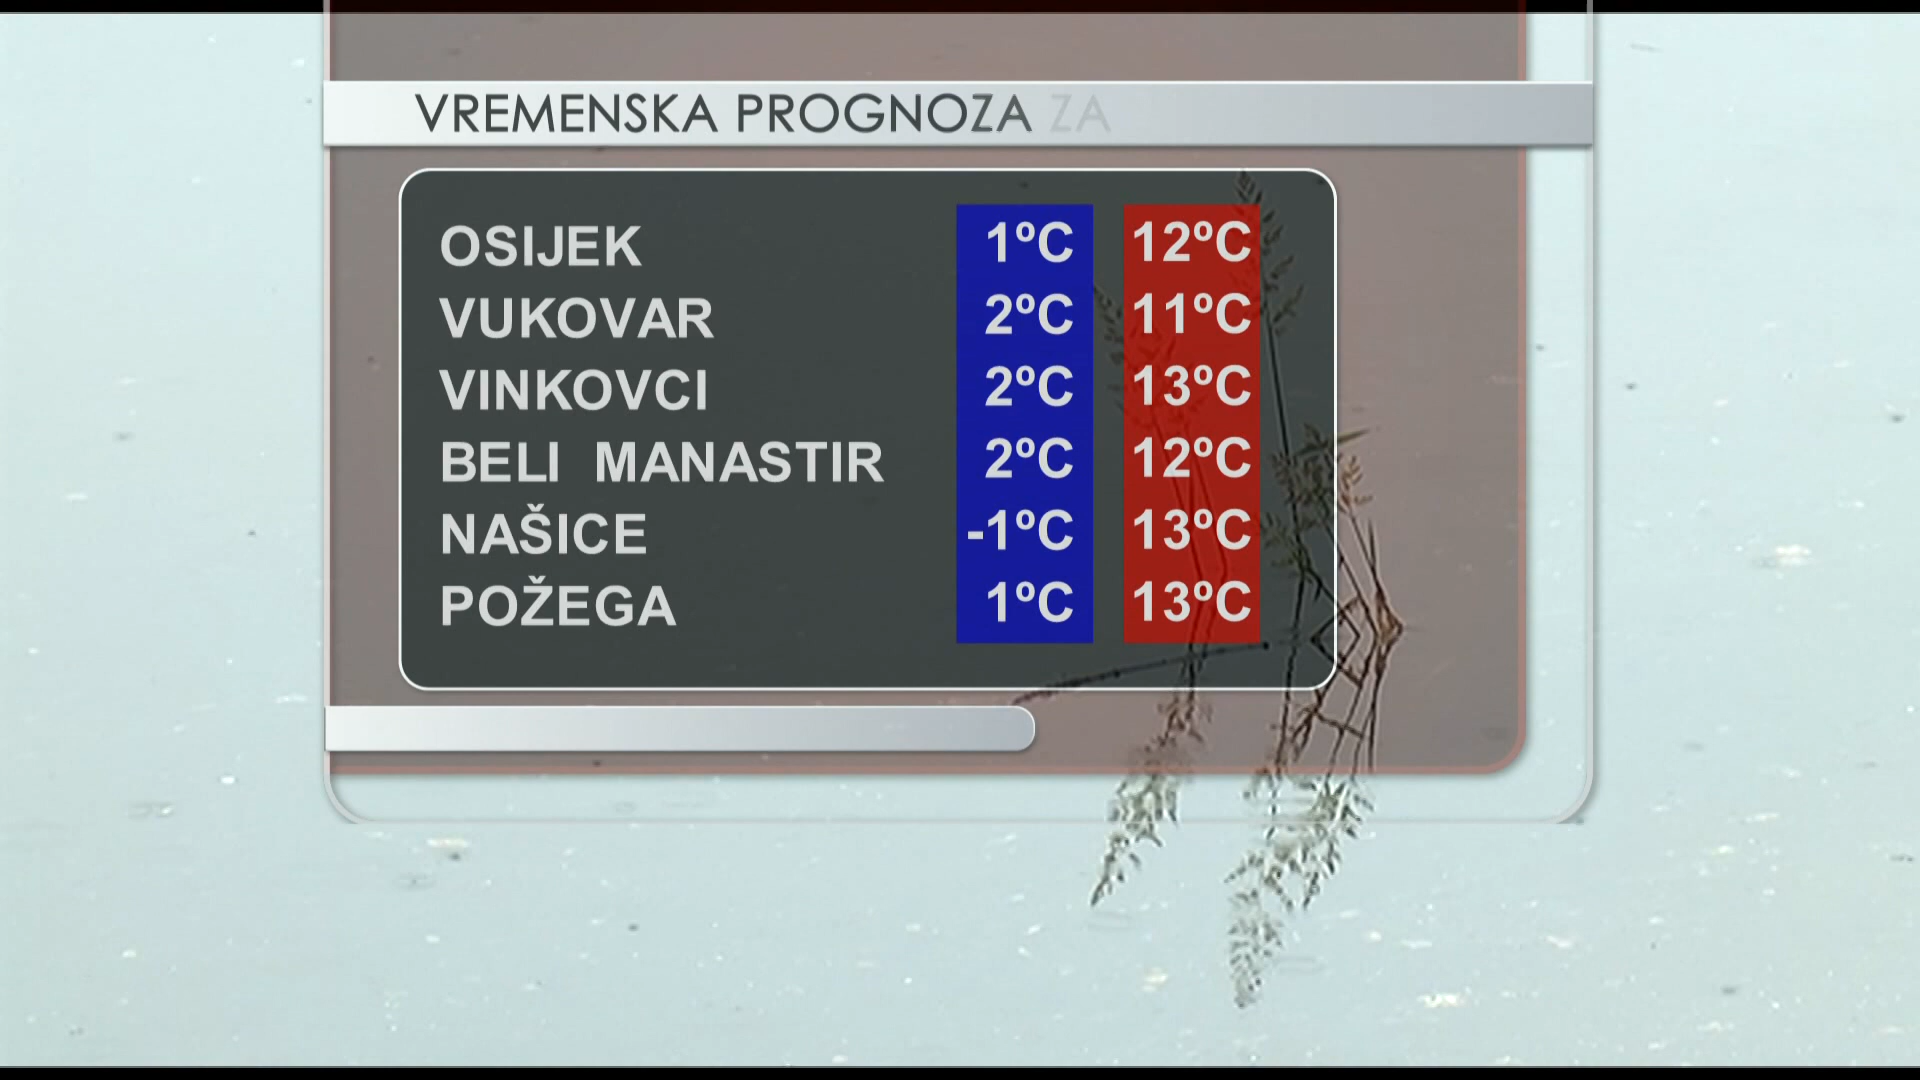 VREMENSKA PROGNOZA ZA
OSIJEK 1ºC 12ºC
VUKOVAR 2ºC 11ºC
VINKOVCI 2ºC 13ºC
BELI MANASTIR 2ºC 12ºC
NAŠICE -1ºC 13ºC
POŽEGA 1ºC 13ºC